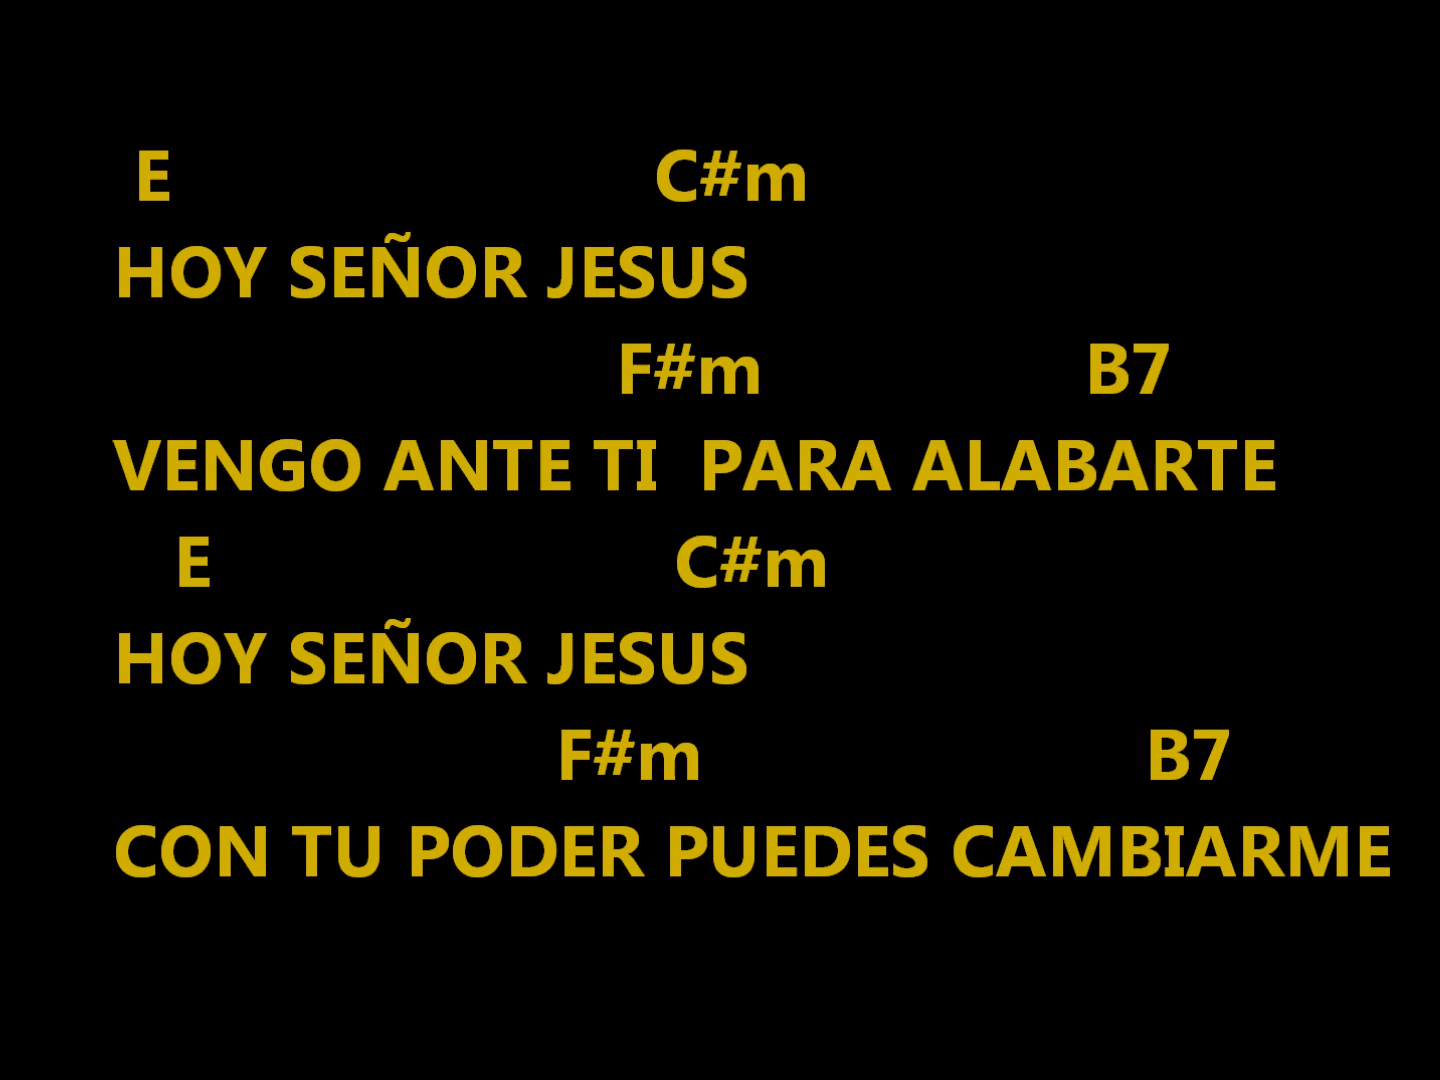 E C#m
HOY SEÑOR JESUS
F#m B7
VENGO ANTE TI PARA ALABARTE
E C#m
HOY SEÑOR JESUS
F#m B7
CON TU PODER PUEDES CAMBIARME